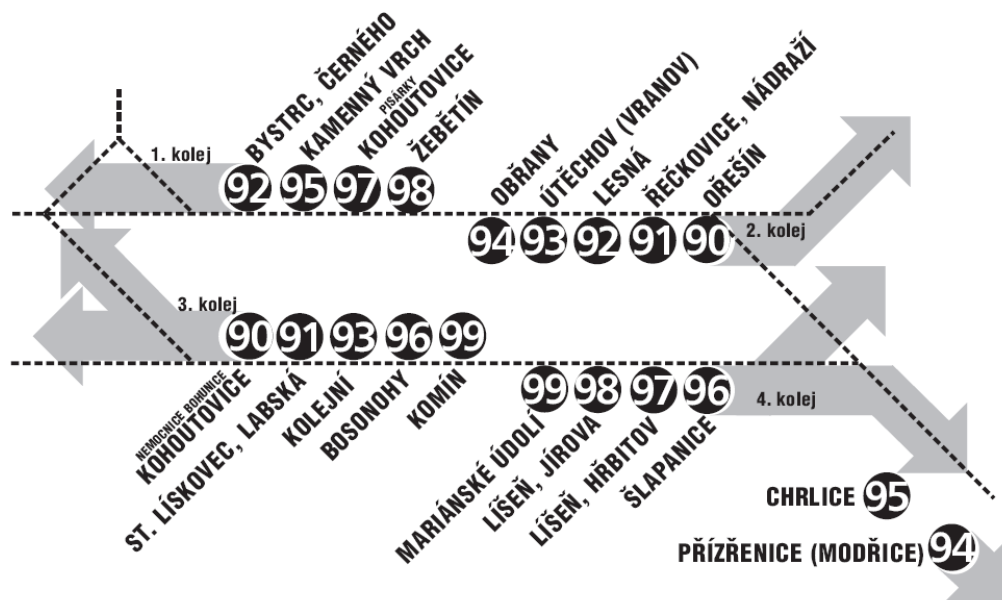 1. kolej
92 BYSTRC, ČERNÉHO
95 KAMENNÝ VRCH
PISÁRKY
97 KOHOUTOVICE
98 ŽEBĚTÍN
94 OBŘANY
93 ÚTĚCHOV (VRANOV)
92 LESNÁ
91 ŘEČKOVICE, NÁDRAŽÍ
90 OŘEŠÍN
2. kolej
3. kolej
90 NEMOCNICE BOHUNICE
KOHOUTOVICE
91 ST. LÍSKOVEC, LABSKÁ
93 KOLEJNÍ
96 BOSONOHY
99 KOMÍN
99 MARIÁNSKÉ ÚDOLÍ
98 LÍŠEŇ, JÍROVA
97 LÍŠEŇ, HŘBITOV
96 ŠLAPANICE
4. kolej
CHRLICE 95
PŘÍZŘENICE (MODŘICE) 94